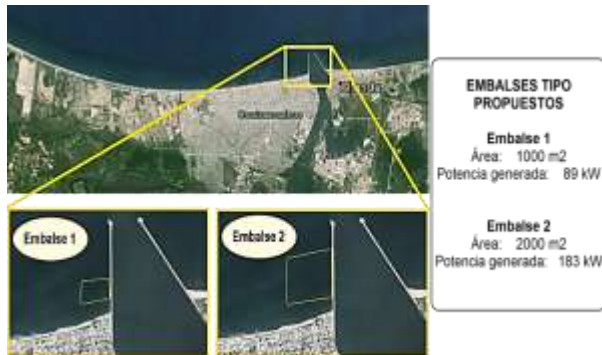 EMBALSES TIPO
PROPUESTOS
Embalse 1
Área: 1000 m2
Potencia generada: 89 kW
Embalse 2
Área: 2000 m2
Potencia generada: 183 kW
Embalse 1
Embalse 2